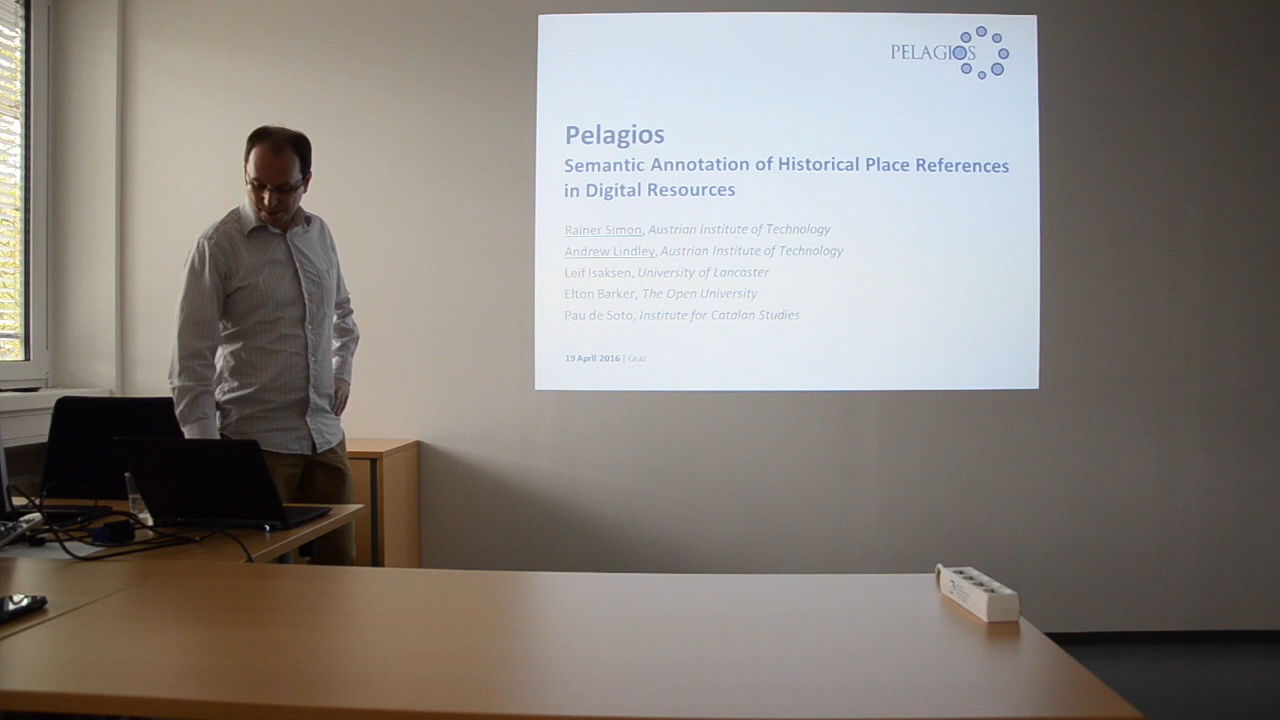 PELAGIOS
Pelagios
Semantic Annotation of Historical Place References
in Digital Resources
Rainer Simon, Austrian Institute of Technology
Andrew Lindley, Austrian Institute of Technology
Leif Isaksen, University of Lancaster
Elton Barker, The Open University
Pau de Soto, Institute for Catalan Studies
19 April 2016 | Graz